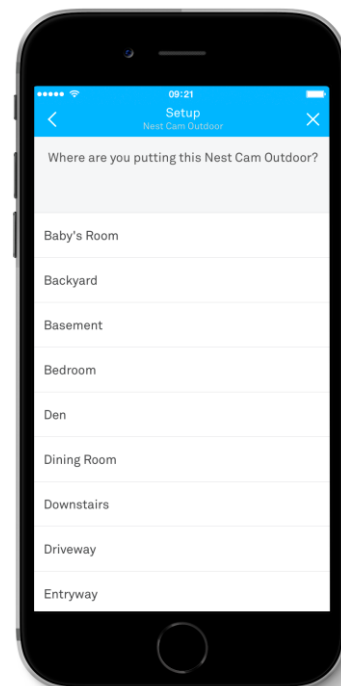 09:21
Setup
Nest Cam Outdoor
Where are you putting this Nest Cam Outdoor?
Baby's Room
Backyard
Basement
Bedroom
Den
Dining Room
Downstairs
Driveway
Entryway